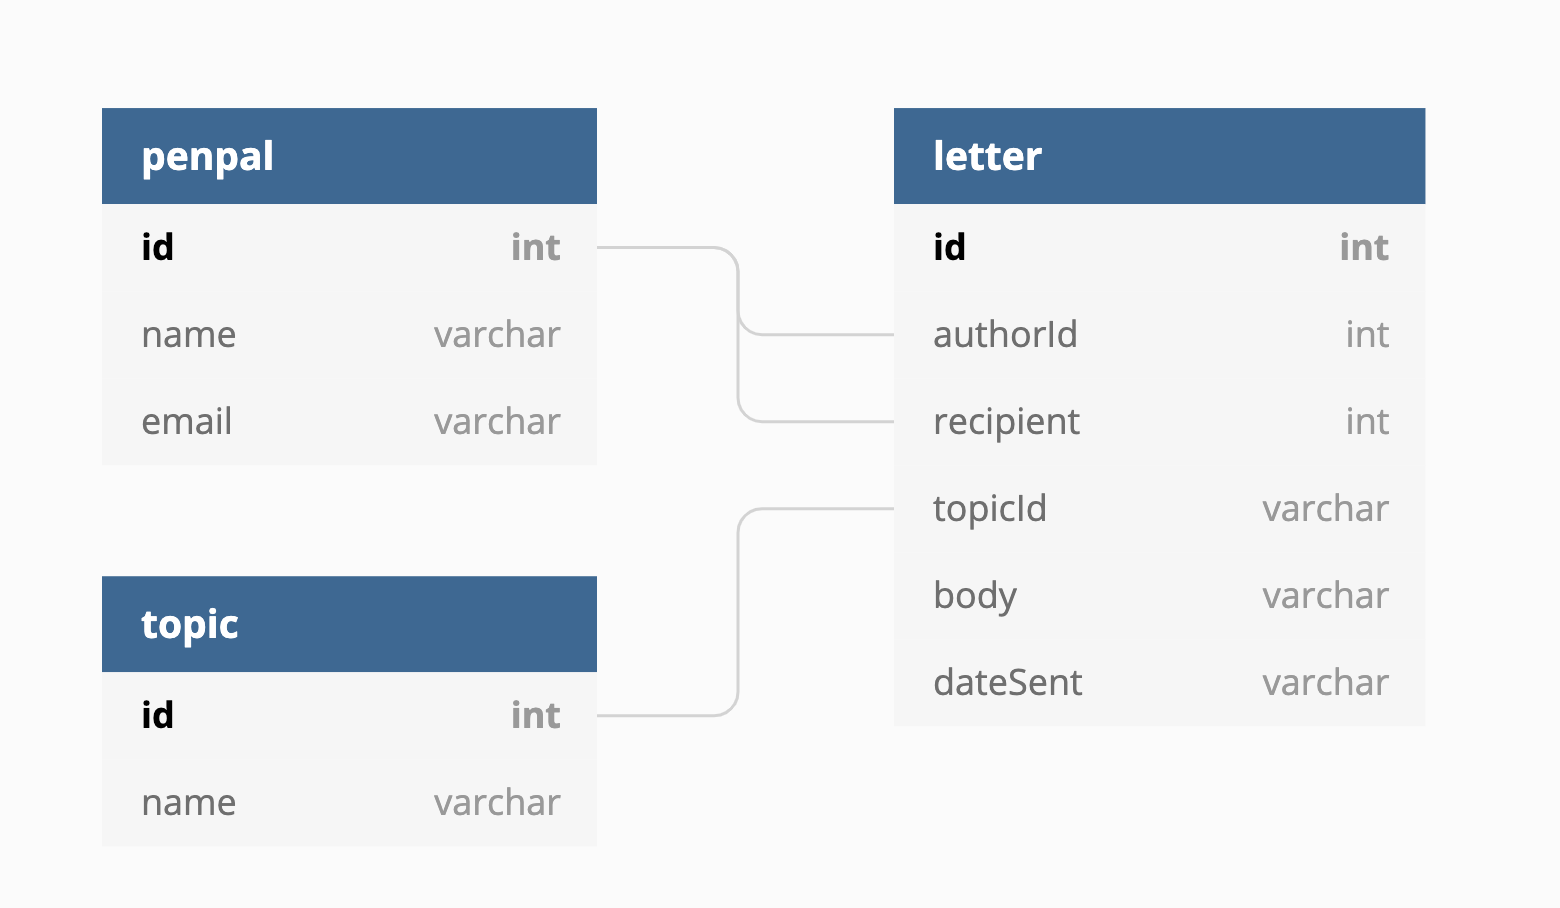 penpal
id int
name varchar
email varchar
topic
id int
name varchar
letter
id int
authorId int
recipient int
topicId varchar
body varchar
dateSent varchar